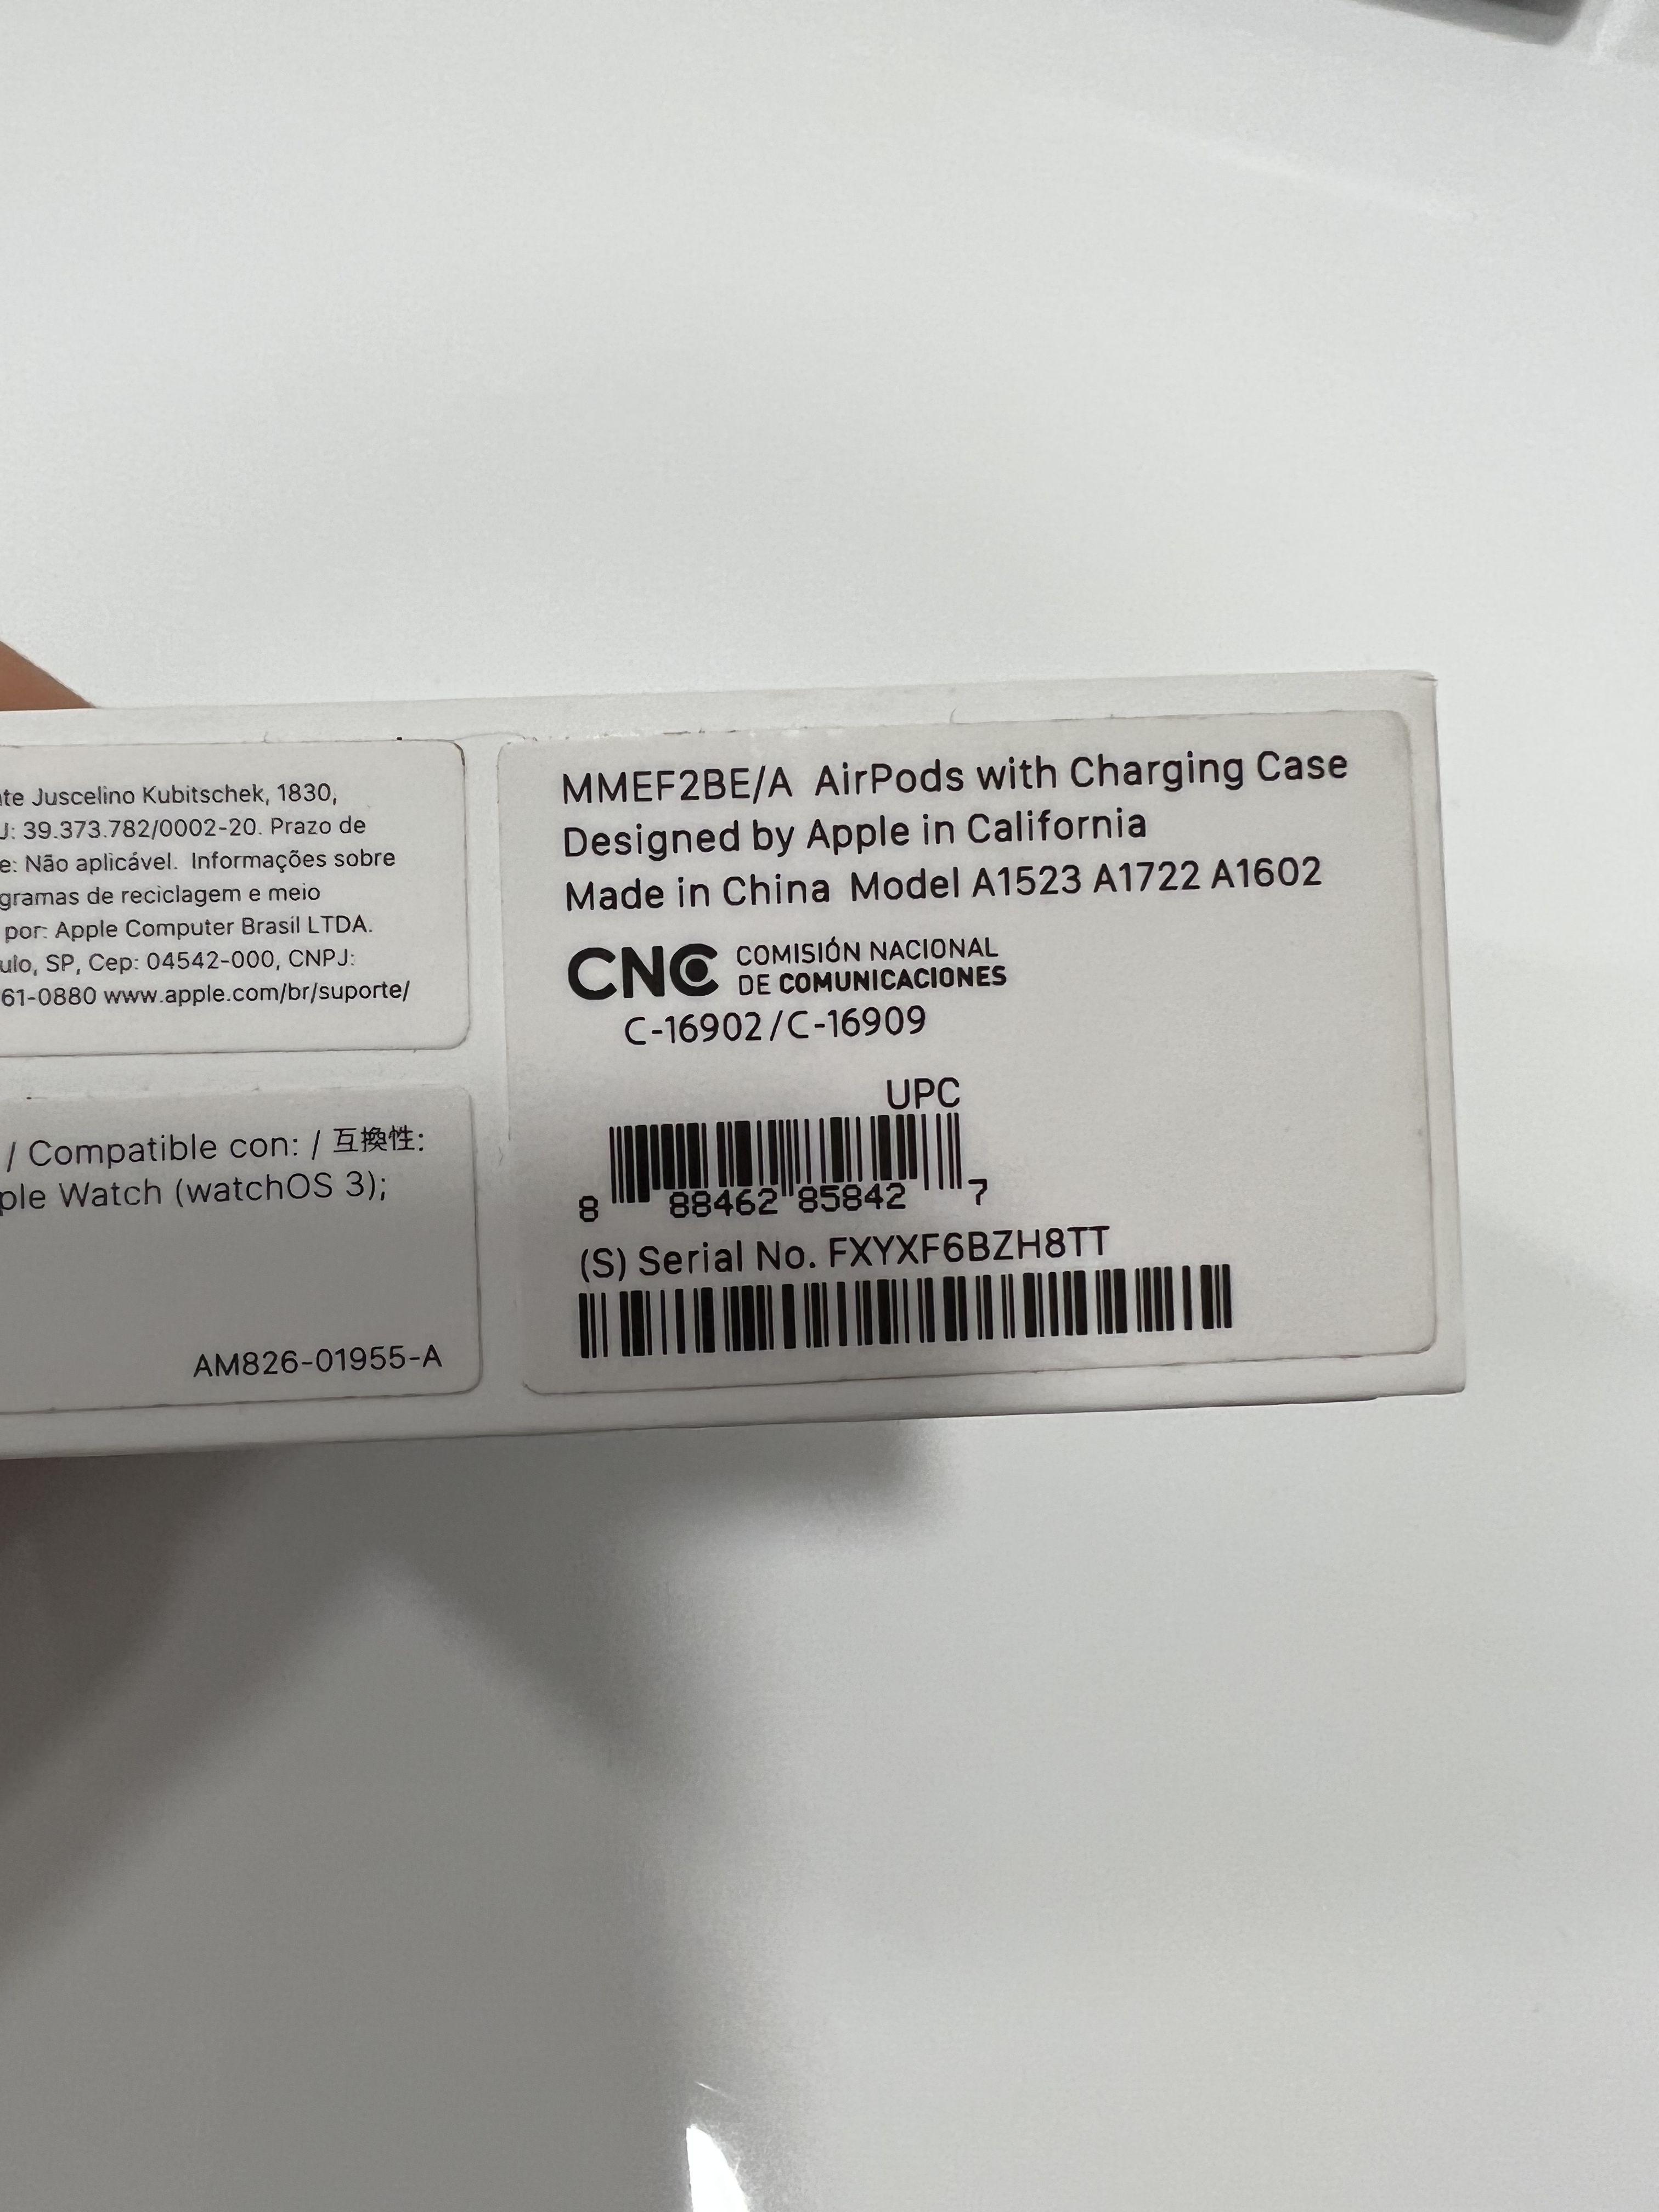 te Juscelino Kubitschek, 1830,
J: 39.373.782/0002-20. Prazo de
e: Não aplicável. Informações sobre
gramas de reciclagem e meio
por: Apple Computer Brasil LTDA.
ulo, SP, Cep: 04542-000, CNPJ:
61-0880 www.apple.com/br/suporte/
/ Compatible con: / 互換性:
ple Watch (watchOS 3);
AM826-01955-A
MMEF2BE/A AirPods with Charging Case
Designed by Apple in California
Made in China Model A1523 A1722 A1602
CNC COMISIÓN NACIONAL
DE COMUNICACIONES
C-16902/C-16909
UPC
8 88462 85842 7
(S) Serial No. FXYXF6BZH8TT